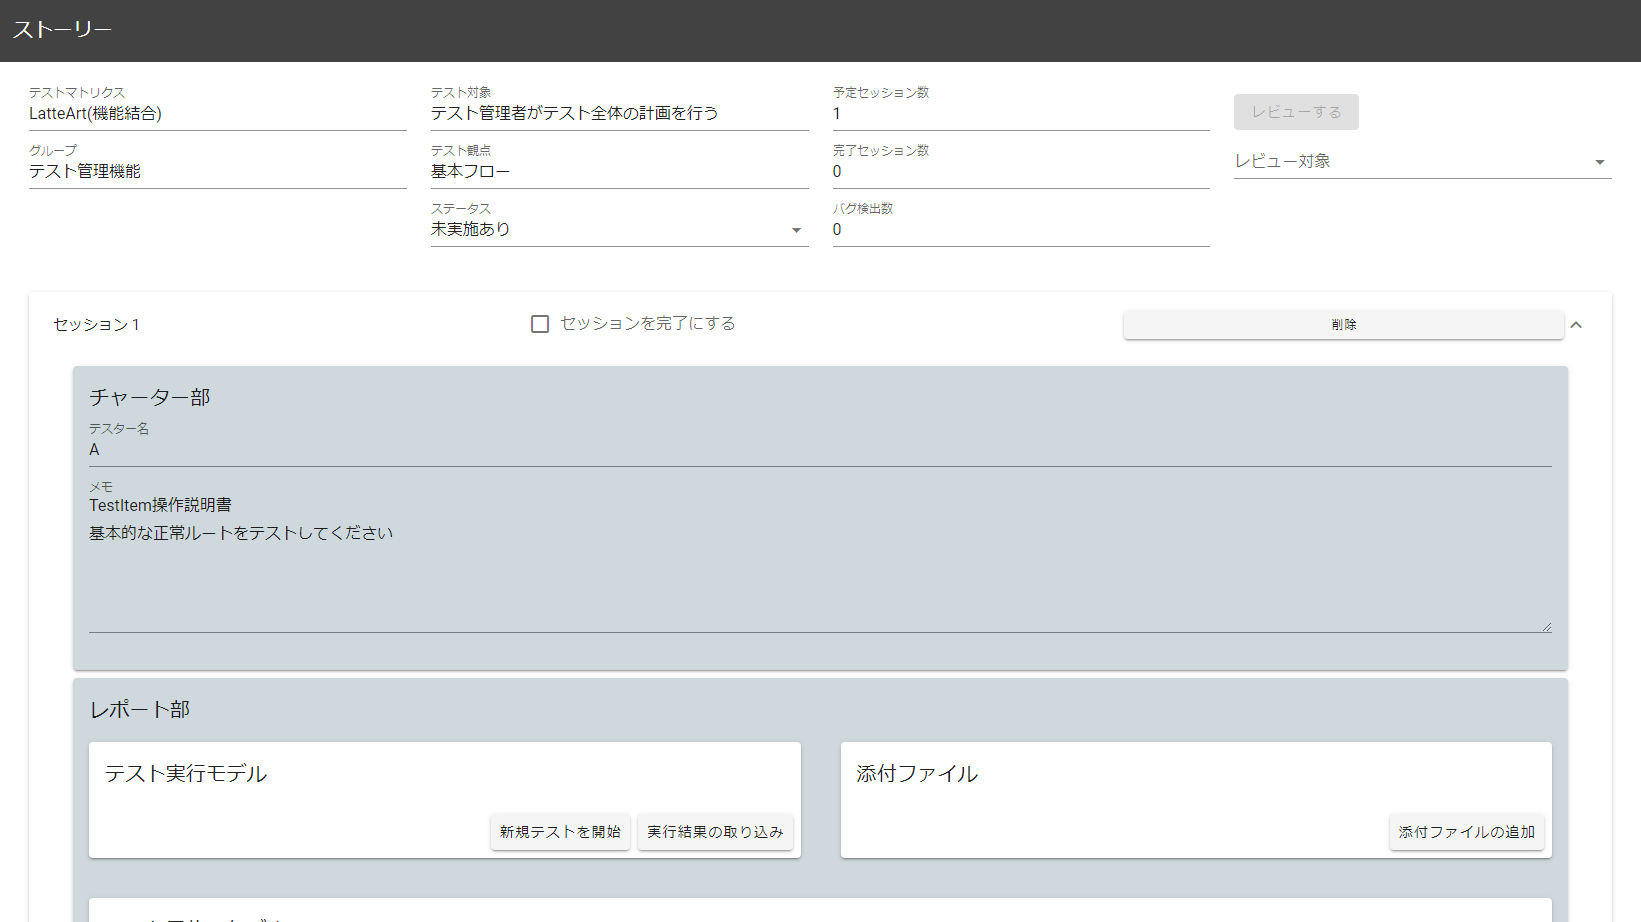 ストーリー
テストマトリクス
LatteArt(機能結合)
グループ
テスト管理機能
テスト対象
テスト管理者がテスト全体の計画を行う
テスト観点
基本フロー
ステータス
未実施あり
予定セッション数
1
完了セッション数
0
バグ検出数
0
レビューする
レビュー対象
セッション 1
セッションを完了にする
削除
チャーター部
テスター名
A
メモ
TestItem操作説明書
基本的な正常ルートをテストしてください
レポート部
テスト実行モデル
新規テストを開始
実行結果の取り込み
添付ファイル
添付ファイルの追加